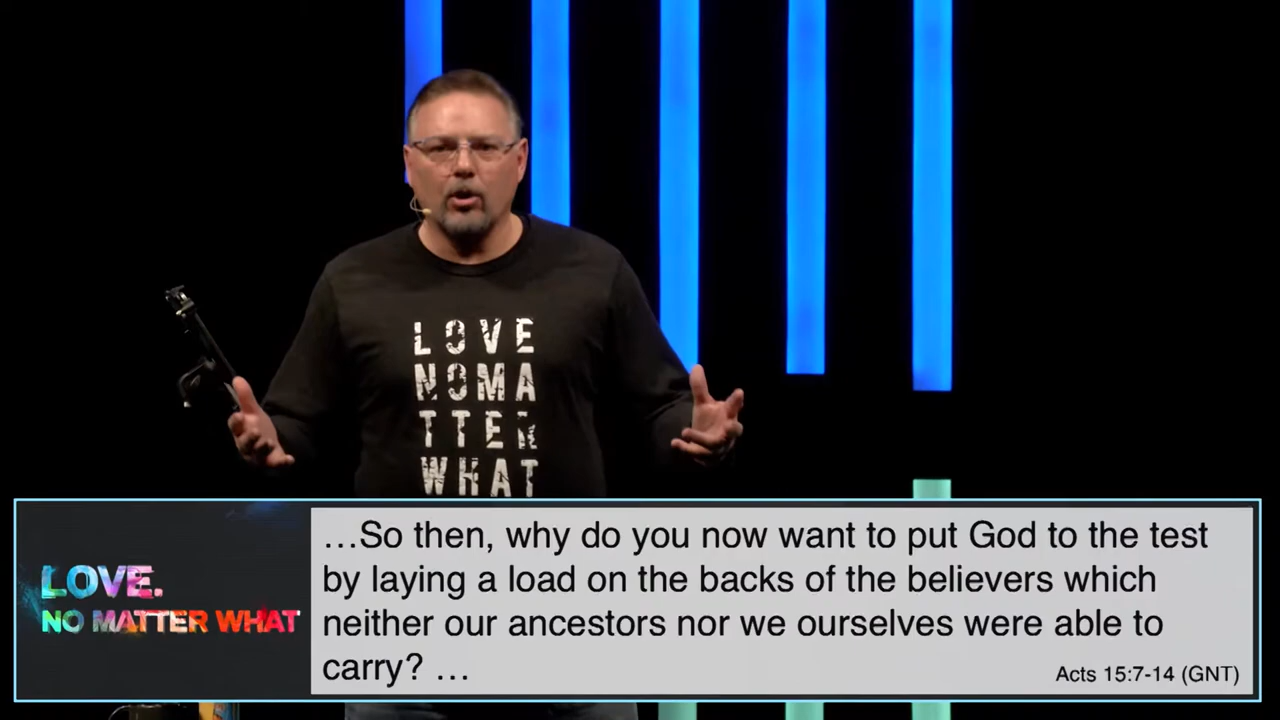 LOVE
NOMA
TTER
WHAT
LOVE.
NO MATTER WHAT
…So then, why do you now want to put God to the test
by laying a load on the backs of the believers which
neither our ancestors nor we ourselves were able to
carry? …
Acts 15:7-14 (GNT)